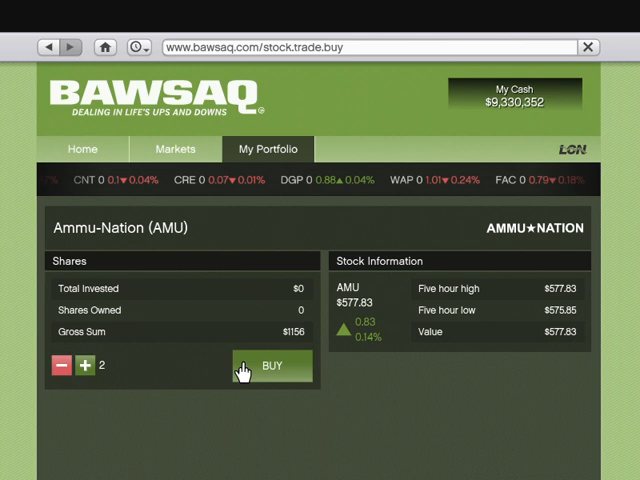 www.bawsaq.com/stock.trade.buy
BAWSAQ
DEALING IN LIFE'S UPS AND DOWNS
My Cash
$9,330,352
Home Markets My Portfolio LCN
7% CNT 0 0.1▼0.04% CRE 0 0.07▼0.01% DGP 0 0.88▲0.04% WAP 0 1.01▼0.24% FAC 0 0.79▼0.18%
Ammu-Nation (AMU) AMMU★NATION
Shares
Total Invested $0
Shares Owned 0
Gross Sum $1156
2
BUY
Stock Information
AMU
$577.83
0.83
0.14%
Five hour high $577.83
Five hour low $575.85
Value $577.83